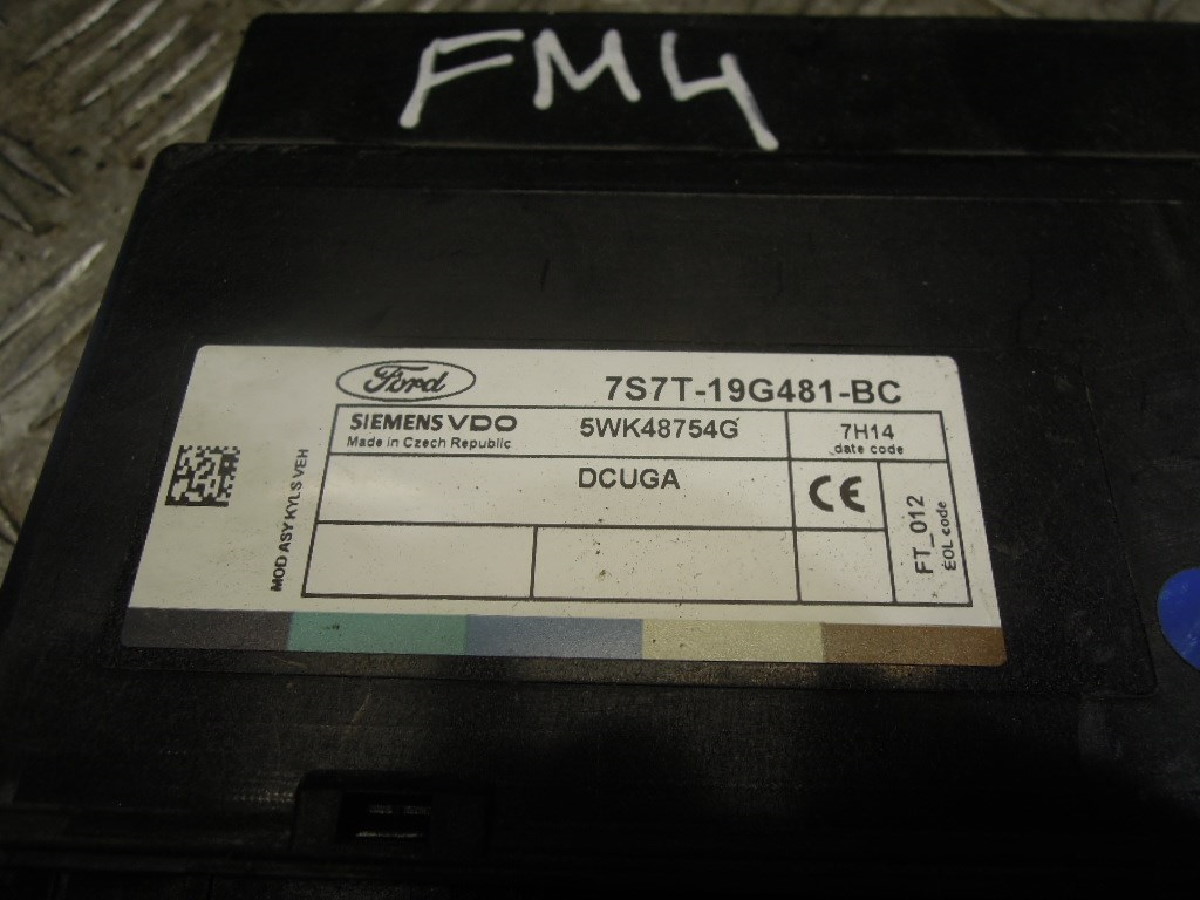 FM4
Ford 7S7T-19G481-BC
SIEMENS VDO 5WK48754G 7H14
Made in Czech Republic date code
DCUGA
CE
MOD ASY KYLS VEH
FT_012
EOL code